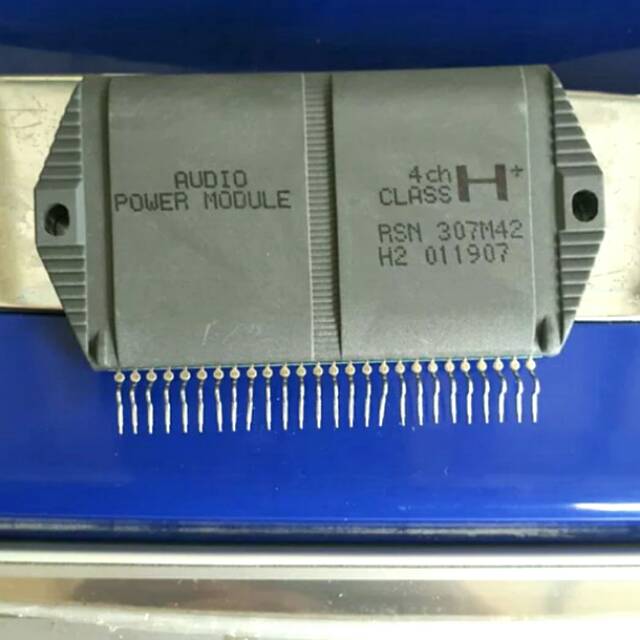 AUDIO
POWER MODULE
4ch
CLASS H+
RSN 307M42
H2 011907